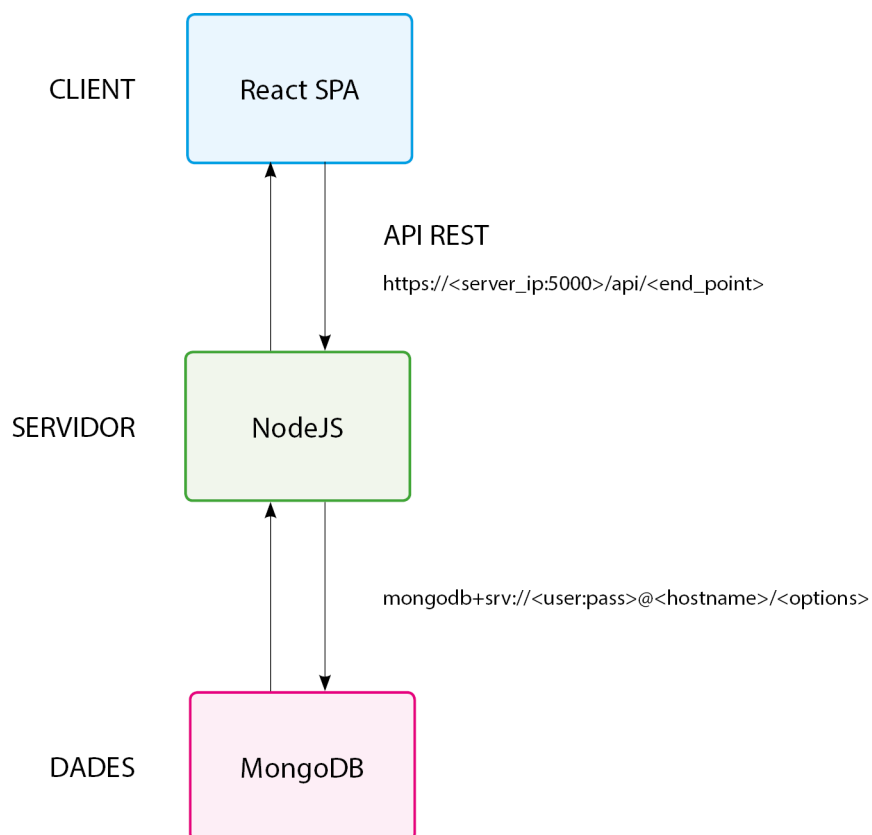 CLIENT
React SPA
API REST
https://<server_ip:5000>/api/<end_point>
SERVIDOR
NodeJS
mongodb+srv://<user:pass>@<hostname>/<options>
DADES
MongoDB